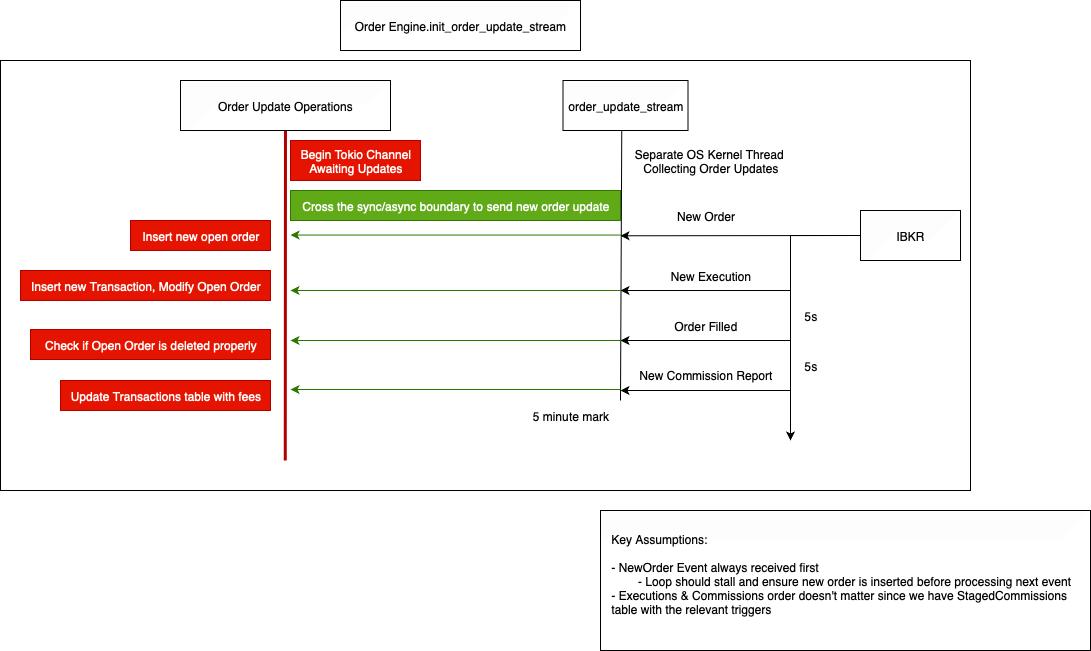 Order Engine.init_order_update_stream
Order Update Operations
order_update_stream
Begin Tokio Channel
Awaiting Updates
Separate OS Kernel Thread
Collecting Order Updates
Cross the sync/async boundary to send new order update
New Order
IBKR
Insert new open order
New Execution
Insert new Transaction, Modify Open Order
5s
Order Filled
Check if Open Order is deleted properly
5s
New Commission Report
Update Transactions table with fees
5 minute mark
Key Assumptions:
- NewOrder Event always received first
- Loop should stall and ensure new order is inserted before processing next event
- Executions & Commissions order doesn't matter since we have StagedCommissions
table with the relevant triggers